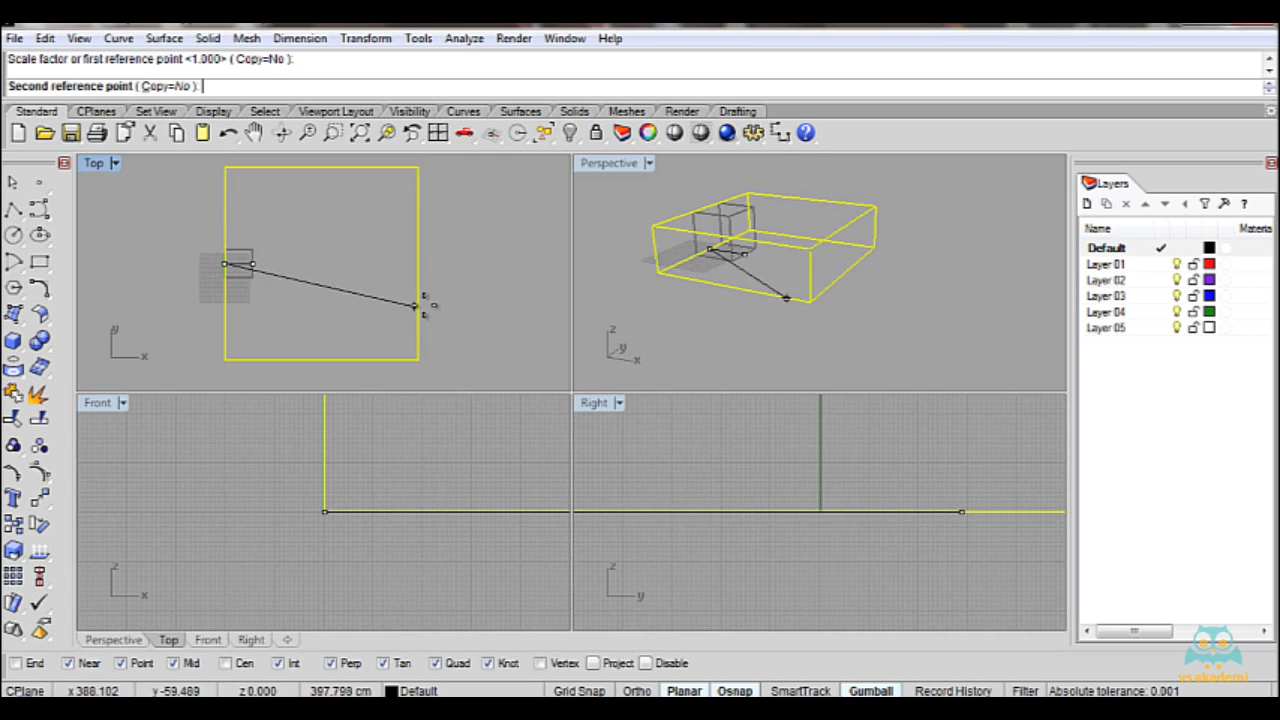 File Edit View Curve Surface Solid Mesh Dimension Transform Tools Analyze Render Window Help
Scale factor or first reference point <1.000> ( Copy=No ):
Second reference point ( Copy=No ):
Standard CPlanes Set View Display Select Viewport Layout Visibility Curves Surfaces Solids Meshes Render Drafting
Top
Perspective
Layers
Name Materia
Default
Layer 01
Layer 02
Layer 03
Layer 04
Layer 05
y
x
z
y
x
Front
Right
z
x
z
y
Perspective Top Front Right
End Near Point Mid Cen Int Perp Tan Quad Knot Vertex Project Disable
CPlane x 388.102 y -59.489 z 0.000 397.798 cm Default Grid Snap Ortho Planar Osnap SmartTrack Gumball Record History Filter Absolute tolerance: 0.001
vsakademi